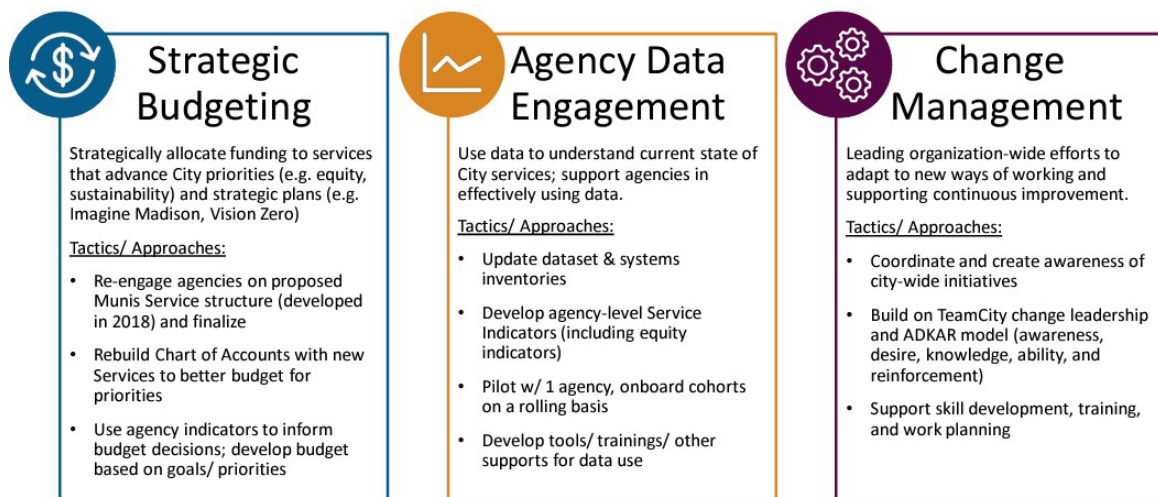 Strategic
Budgeting
Strategically allocate funding to services
that advance City priorities (e.g. equity,
sustainability) and strategic plans (e.g.
Imagine Madison, Vision Zero)
Tactics/ Approaches:
• Re-engage agencies on proposed
Munis Service structure (developed
in 2018) and finalize
• Rebuild Chart of Accounts with new
Services to better budget for
priorities
• Use agency indicators to inform
budget decisions; develop budget
based on goals/ priorities
Agency Data
Engagement
Use data to understand current state of
City services; support agencies in
effectively using data.
Tactics/ Approaches:
• Update dataset & systems
inventories
• Develop agency-level Service
Indicators (including equity
indicators)
• Pilot w/ 1 agency, onboard cohorts
on a rolling basis
• Develop tools/ trainings/ other
supports for data use
Change
Management
Leading organization-wide efforts to
adapt to new ways of working and
supporting continuous improvement.
Tactics/ Approaches:
• Coordinate and create awareness of
city-wide initiatives
• Build on TeamCity change leadership
and ADKAR model (awareness,
desire, knowledge, ability, and
reinforcement)
• Support skill development, training,
and work planning